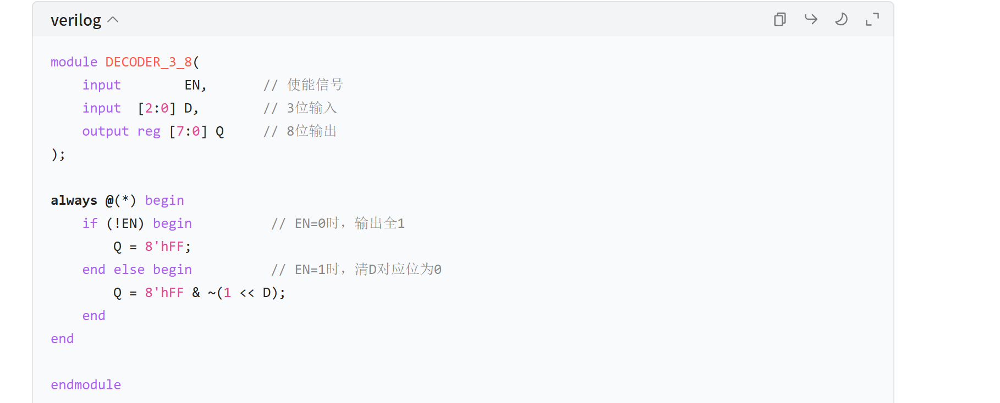 verilog
module DECODER_3_8(
    input        EN,       // 使能信号
    input  [2:0] D,        // 3位输入
    output reg [7:0] Q     // 8位输出
);
always @(*) begin
    if (!EN) begin          // EN=0时，输出全1
        Q = 8'hFF;
    end else begin          // EN=1时，清D对应位为0
        Q = 8'hFF & ~(1 << D);
    end
end
endmodule